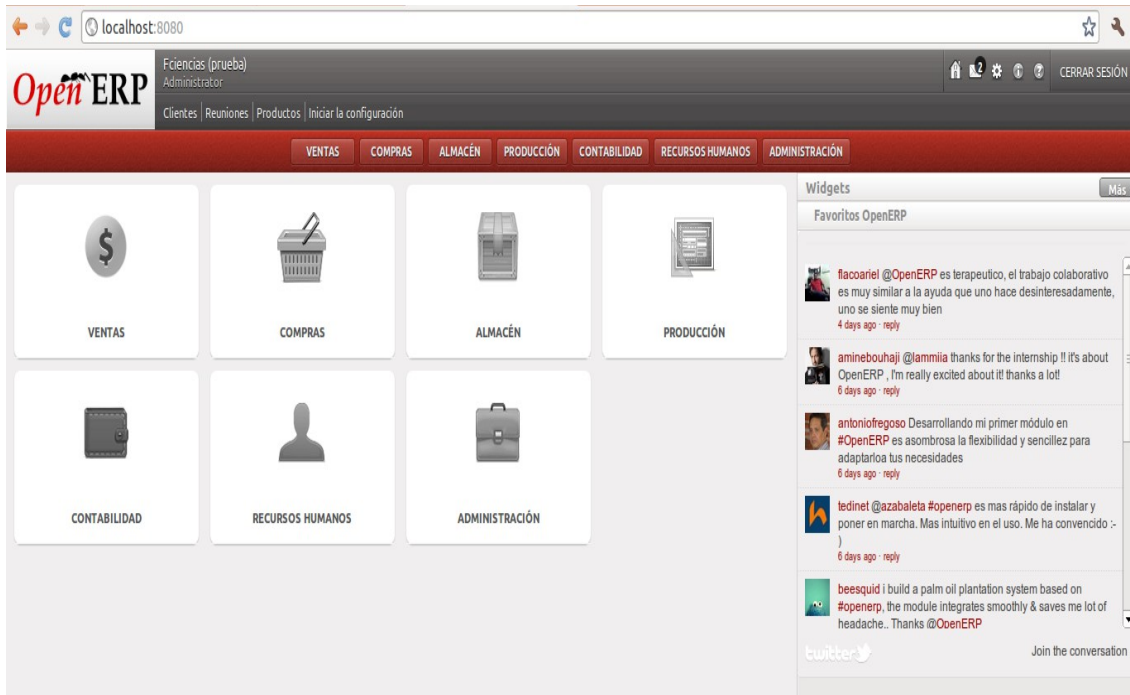 localhost:8080
OpenERP
Fciencias (prueba)
Administrator
2
CERRAR SESIÓN
Clientes | Reuniones | Productos | Iniciar la configuración
VENTAS COMPRAS ALMACÉN PRODUCCIÓN CONTABILIDAD RECURSOS HUMANOS ADMINISTRACIÓN
$
VENTAS
COMPRAS
ALMACÉN
PRODUCCIÓN
CONTABILIDAD
RECURSOS HUMANOS
ADMINISTRACIÓN
Widgets
Más
Favoritos OpenERP
flacoariel @OpenERP es terapeutico, el trabajo colaborativo
es muy similar a la ayuda que uno hace desinteresadamente,
uno se siente muy bien
4 days ago · reply
aminebouhaji @lammiia thanks for the internship !! it's about
OpenERP , I'm really excited about it! thanks a lot!
6 days ago · reply
antoniofregoso Desarrollando mi primer módulo en
#OpenERP es asombrosa la flexibilidad y sencillez para
adaptarloa tus necesidades
6 days ago · reply
tedinet @azabaleta #openerp es mas rápido de instalar y
poner en marcha. Mas intuitivo en el uso. Me ha convencido :-
)
6 days ago · reply
beesquid i build a palm oil plantation system based on
#openerp, the module integrates smoothly & saves me lot of
headache.. Thanks @OpenERP
twitter
Join the conversation